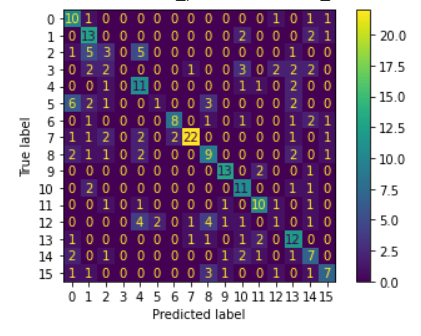 0 10 1 0 0 0 0 0 0 0 0 0 0 1 0 1 1
1 0 13 0 0 0 0 0 0 0 0 2 0 0 0 2 1
2 1 5 3 0 5 0 0 0 0 0 0 0 0 1 0 0
3 0 2 2 0 0 0 0 1 0 0 3 0 2 2 2 0
4 0 0 1 0 11 0 0 0 0 0 1 1 0 2 0 0
5 6 2 1 0 0 1 0 0 3 0 0 0 0 2 0 0
6 0 1 0 0 0 0 8 0 1 0 1 0 0 1 2 1
7 1 1 2 0 2 0 2 22 0 0 0 0 0 1 0 1
8 2 1 1 0 2 0 0 0 9 0 0 0 0 2 0 1
9 0 0 0 0 0 0 0 0 0 13 0 2 0 0 1 0
10 0 2 0 0 0 0 0 0 0 0 11 0 0 1 1 0
11 0 0 1 0 1 0 0 0 0 1 0 10 1 0 1 0
12 0 0 0 0 4 2 0 1 4 1 1 0 1 0 1 0
13 1 0 0 0 0 0 0 1 1 0 1 2 0 12 0 0
14 2 0 1 0 0 0 0 0 0 1 2 1 0 1 7 0
15 1 1 0 0 0 0 0 0 3 1 0 0 1 0 1 7
0 1 2 3 4 5 6 7 8 9 10 11 12 13 14 15
Predicted label
True label
20.0
17.5
15.0
12.5
10.0
7.5
5.0
2.5
0.0